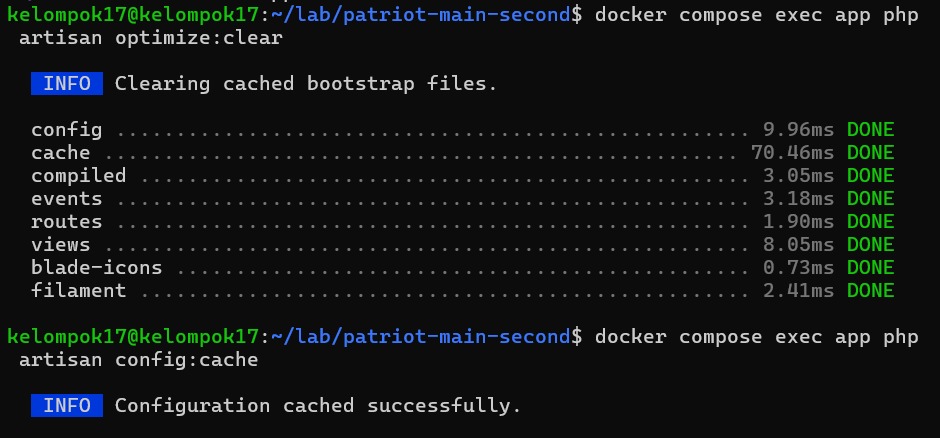 kelompok17@kelompok17:~/lab/patriot-main-second$ docker compose exec app php
artisan optimize:clear
INFO Clearing cached bootstrap files.
config ..................................................... 9.96ms DONE
cache ..................................................... 70.46ms DONE
compiled ................................................... 3.05ms DONE
events ..................................................... 3.18ms DONE
routes ..................................................... 1.90ms DONE
views ...................................................... 8.05ms DONE
blade-icons ................................................ 0.73ms DONE
filament ................................................... 2.41ms DONE
kelompok17@kelompok17:~/lab/patriot-main-second$ docker compose exec app php
artisan config:cache
INFO Configuration cached successfully.